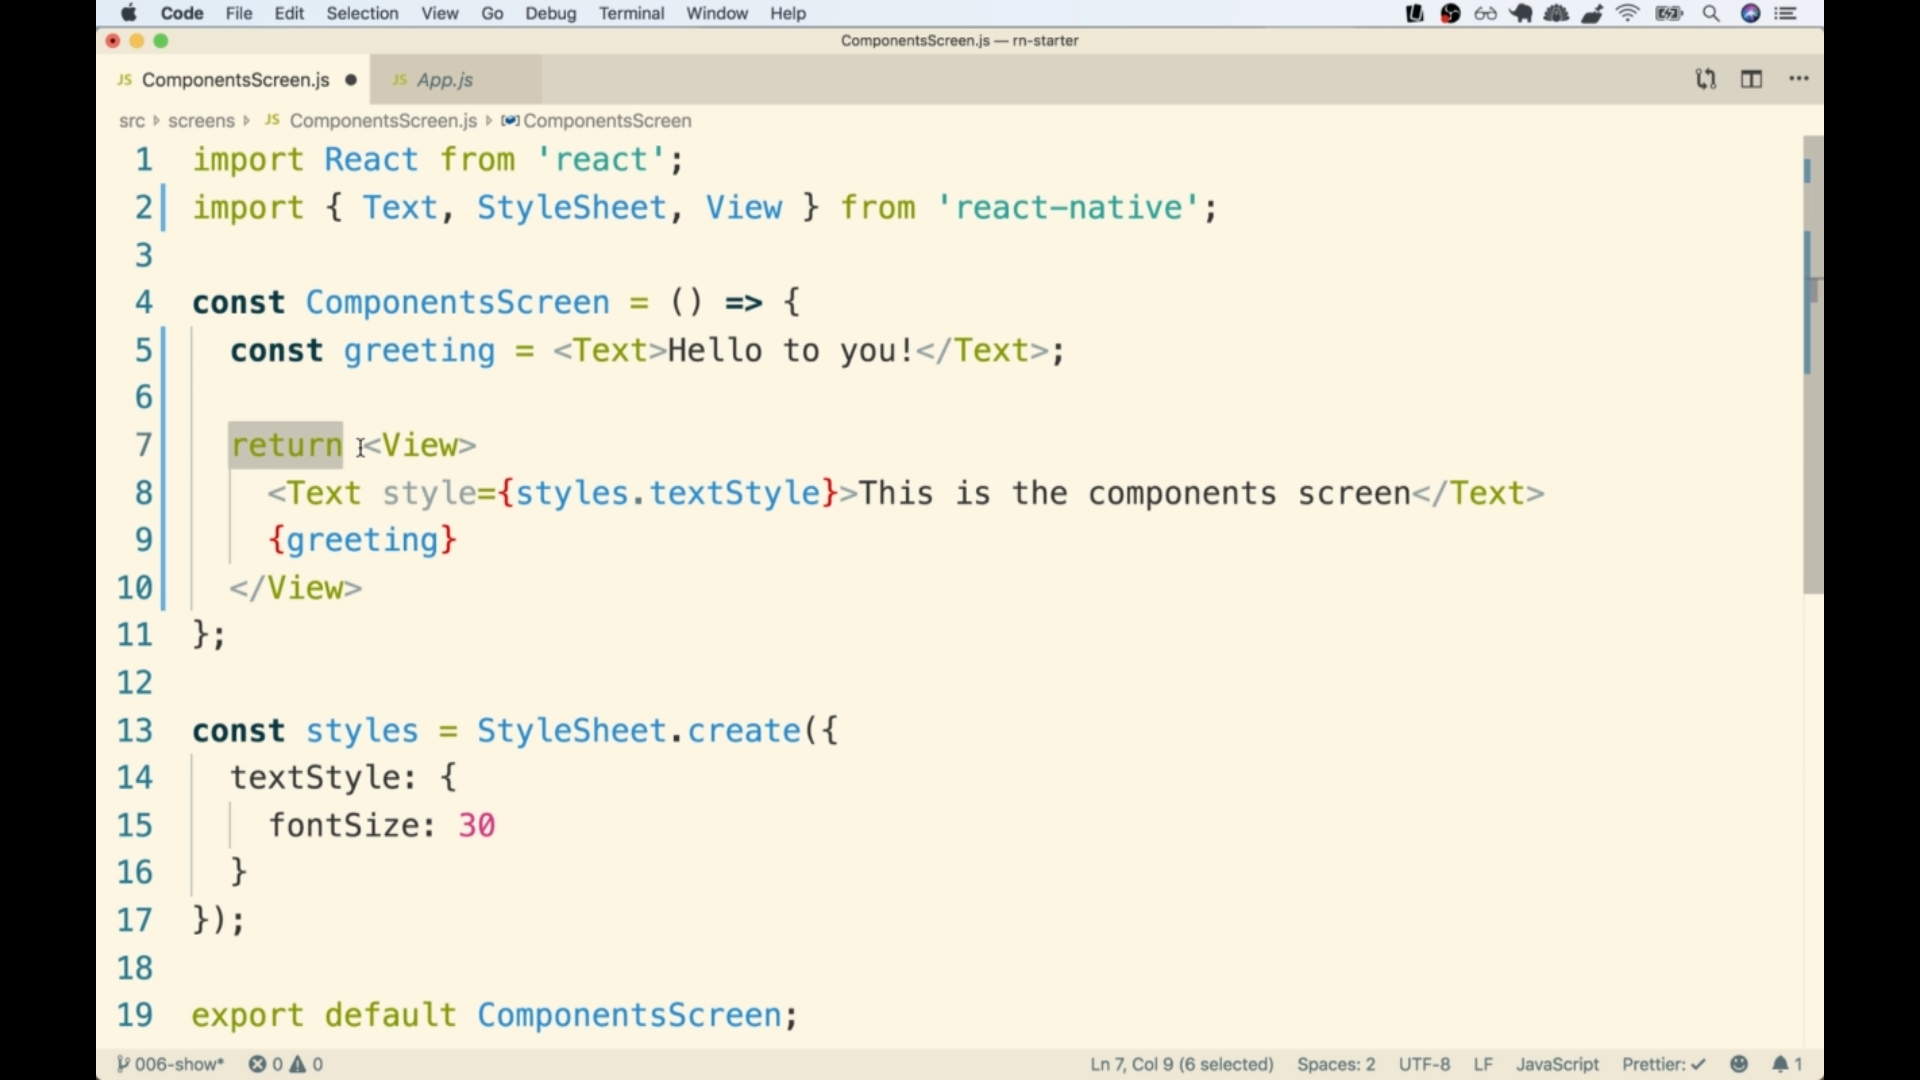 Code File Edit Selection View Go Debug Terminal Window Help
ComponentsScreen.js — rn-starter
JS ComponentsScreen.js ● JS App.js
src screens JS ComponentsScreen.js ComponentsScreen
1 import React from 'react';
2 import { Text, StyleSheet, View } from 'react-native';
3
4 const ComponentsScreen = () => {
5 const greeting = <Text>Hello to you!</Text>;
6
7 return <View>
8 <Text style={styles.textStyle}>This is the components screen</Text>
9 {greeting}
10 </View>
11 };
12
13 const styles = StyleSheet.create({
14 textStyle: {
15 fontSize: 30
16 }
17 });
18
19 export default ComponentsScreen;
006-show* 0 0 Ln 7, Col 9 (6 selected) Spaces: 2 UTF-8 LF JavaScript Prettier: ✓ 1